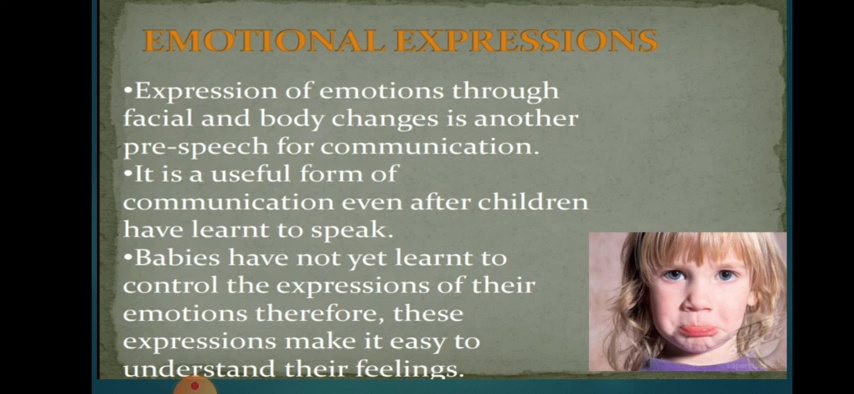 EMOTIONAL EXPRESSIONS
•Expression of emotions through
facial and body changes is another
pre-speech for communication.
•It is a useful form of
communication even after children
have learnt to speak.
•Babies have not yet learnt to
control the expressions of their
emotions therefore, these
expressions make it easy to
understand their feelings.